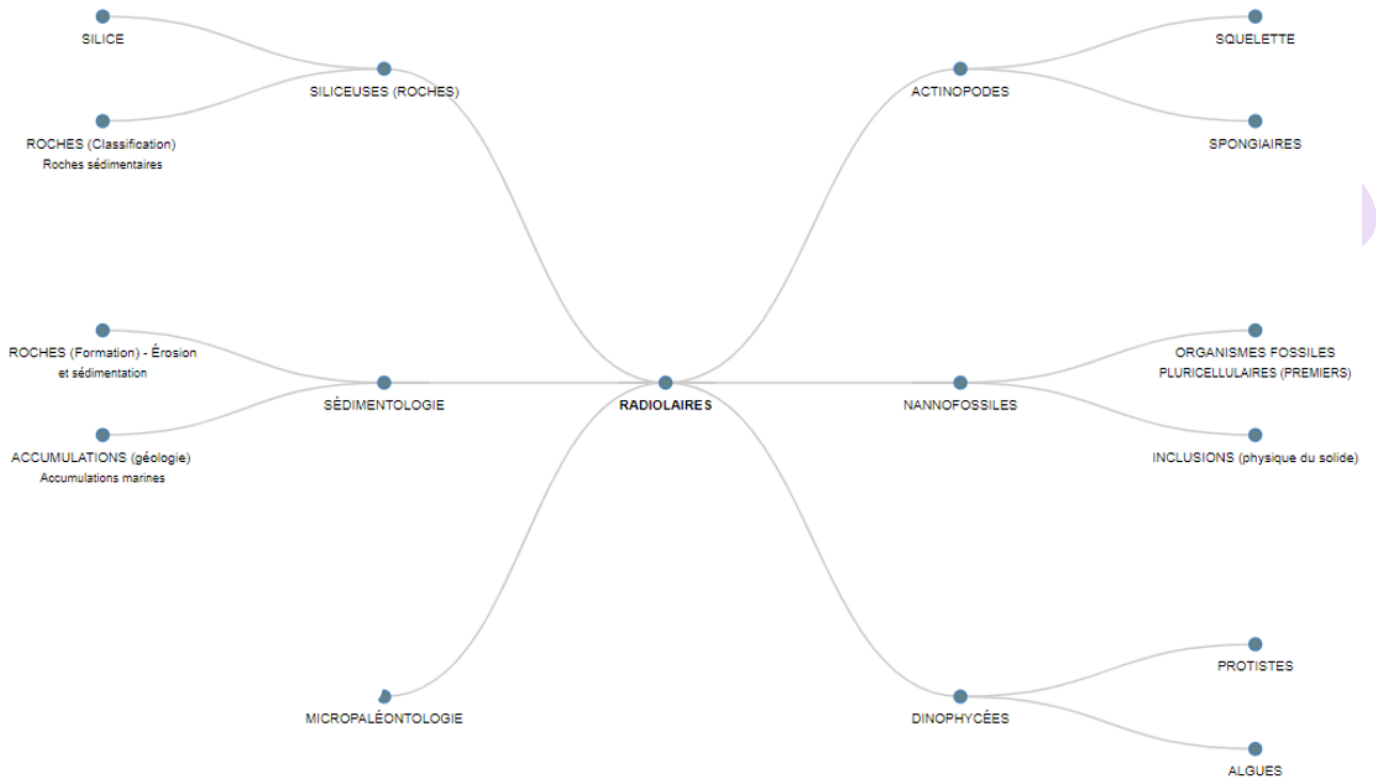 SILICE
SQUELETTE
SILICEUSES (ROCHES)
ACTINOPODES
ROCHES (Classification)
Roches sédimentaires
SPONGIAIRES
ROCHES (Formation) - Érosion
et sédimentation
ORGANISMES FOSSILES
PLURICELLULAIRES (PREMIERS)
SÉDIMENTOLOGIE
RADIOLAIRES
NANNOFOSSILES
ACCUMULATIONS (géologie)
Accumulations marines
INCLUSIONS (physique du solide)
PROTISTES
MICROPALÉONTOLOGIE
DINOPHYCÉES
ALGUES